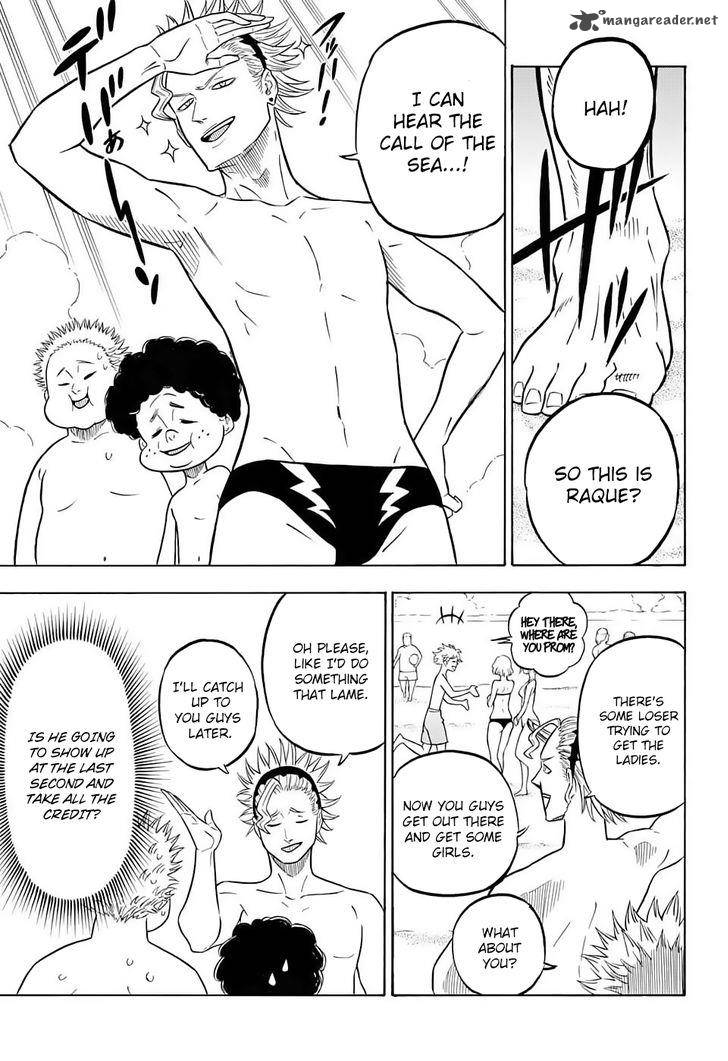 mangareader.net
HAH!
SO THIS IS
RAQUE?
I CAN
HEAR THE
CALL OF THE
SEA...!
HEY THERE,
WHERE ARE
YOU PROM?
THERE'S
SOME LOSER
TRYING TO
GET THE
LADIES.
NOW YOU GUYS
GET OUT THERE
AND GET SOME
GIRLS.
WHAT
ABOUT
YOU?
OH PLEASE,
LIKE I'D DO
SOMETHING
THAT LAME.
I'LL CATCH
UP TO
YOU GUYS
LATER.
IS HE GOING
TO SHOW UP
AT THE LAST
SECOND AND
TAKE ALL THE
CREDIT?